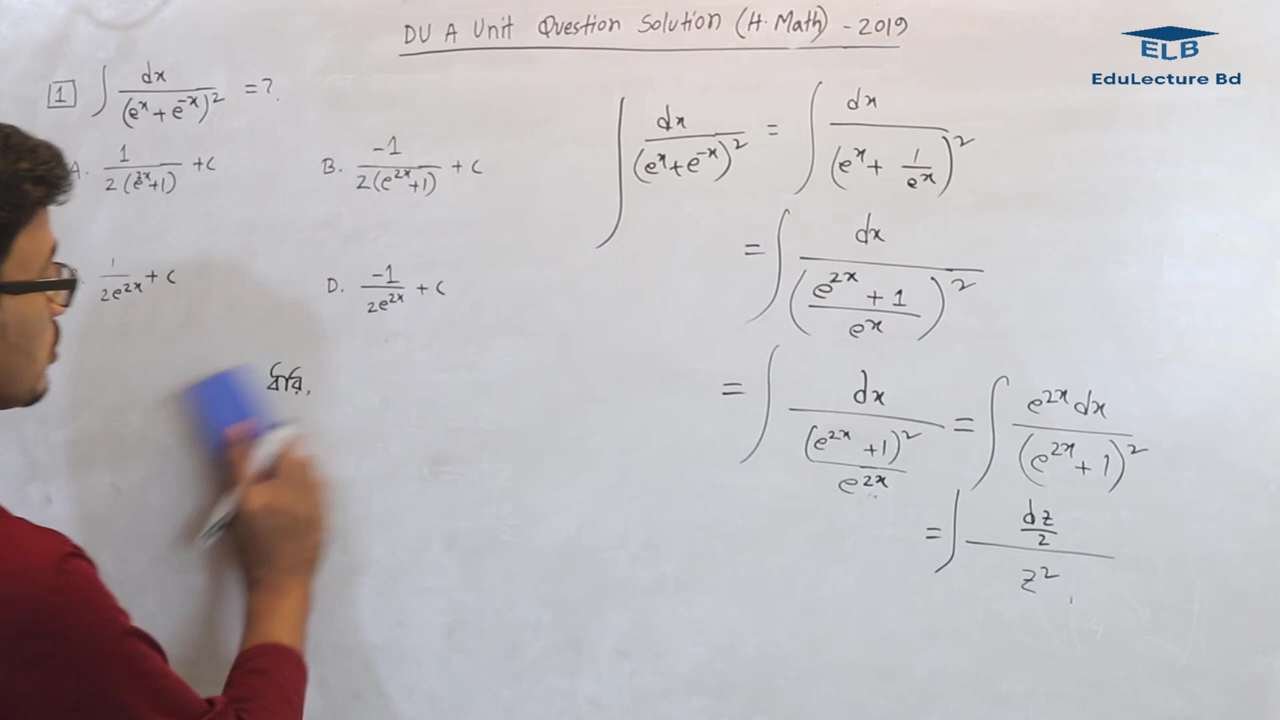 DU A Unit Question Solution (H. Math) - 2019
ELB
EduLecture Bd
1 ∫ dx/(eˣ + e⁻ˣ)² = ?
A. 1/2(e²ˣ+1) + C B. -1/2(e²ˣ+1) + C
1/2e²ˣ + C D. -1/2e²ˣ + C
ধরি,
∫ dx/(eˣ+e⁻ˣ)² = ∫ dx/(eˣ + 1/eˣ)²
= ∫ dx/((e²ˣ + 1)/eˣ)²
= ∫ dx/((e²ˣ + 1)²/e²ˣ) = ∫ e²ˣ dx/(e²ˣ + 1)²
= ∫ (dz/2)/z²